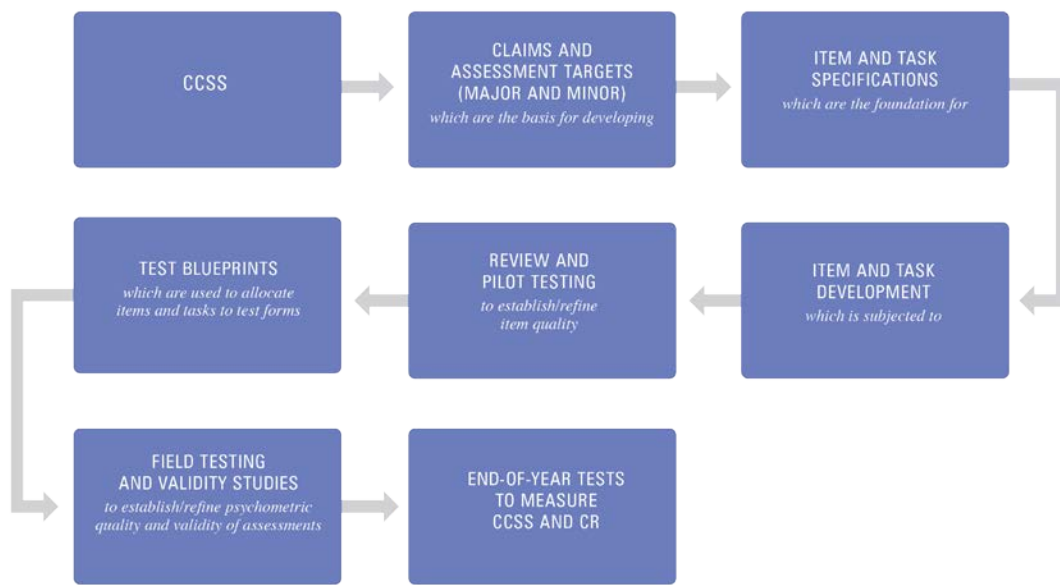 CCSS
CLAIMS AND
ASSESSMENT TARGETS
(MAJOR AND MINOR)
which are the basis for developing
ITEM AND TASK
SPECIFICATIONS
which are the foundation for
ITEM AND TASK
DEVELOPMENT
which is subjected to
REVIEW AND
PILOT TESTING
to establish/refine
item quality
TEST BLUEPRINTS
which are used to allocate
items and tasks to test forms
FIELD TESTING
AND VALIDITY STUDIES
to establish/refine psychometric
quality and validity of assessments
END-OF-YEAR TESTS
TO MEASURE
CCSS AND CR